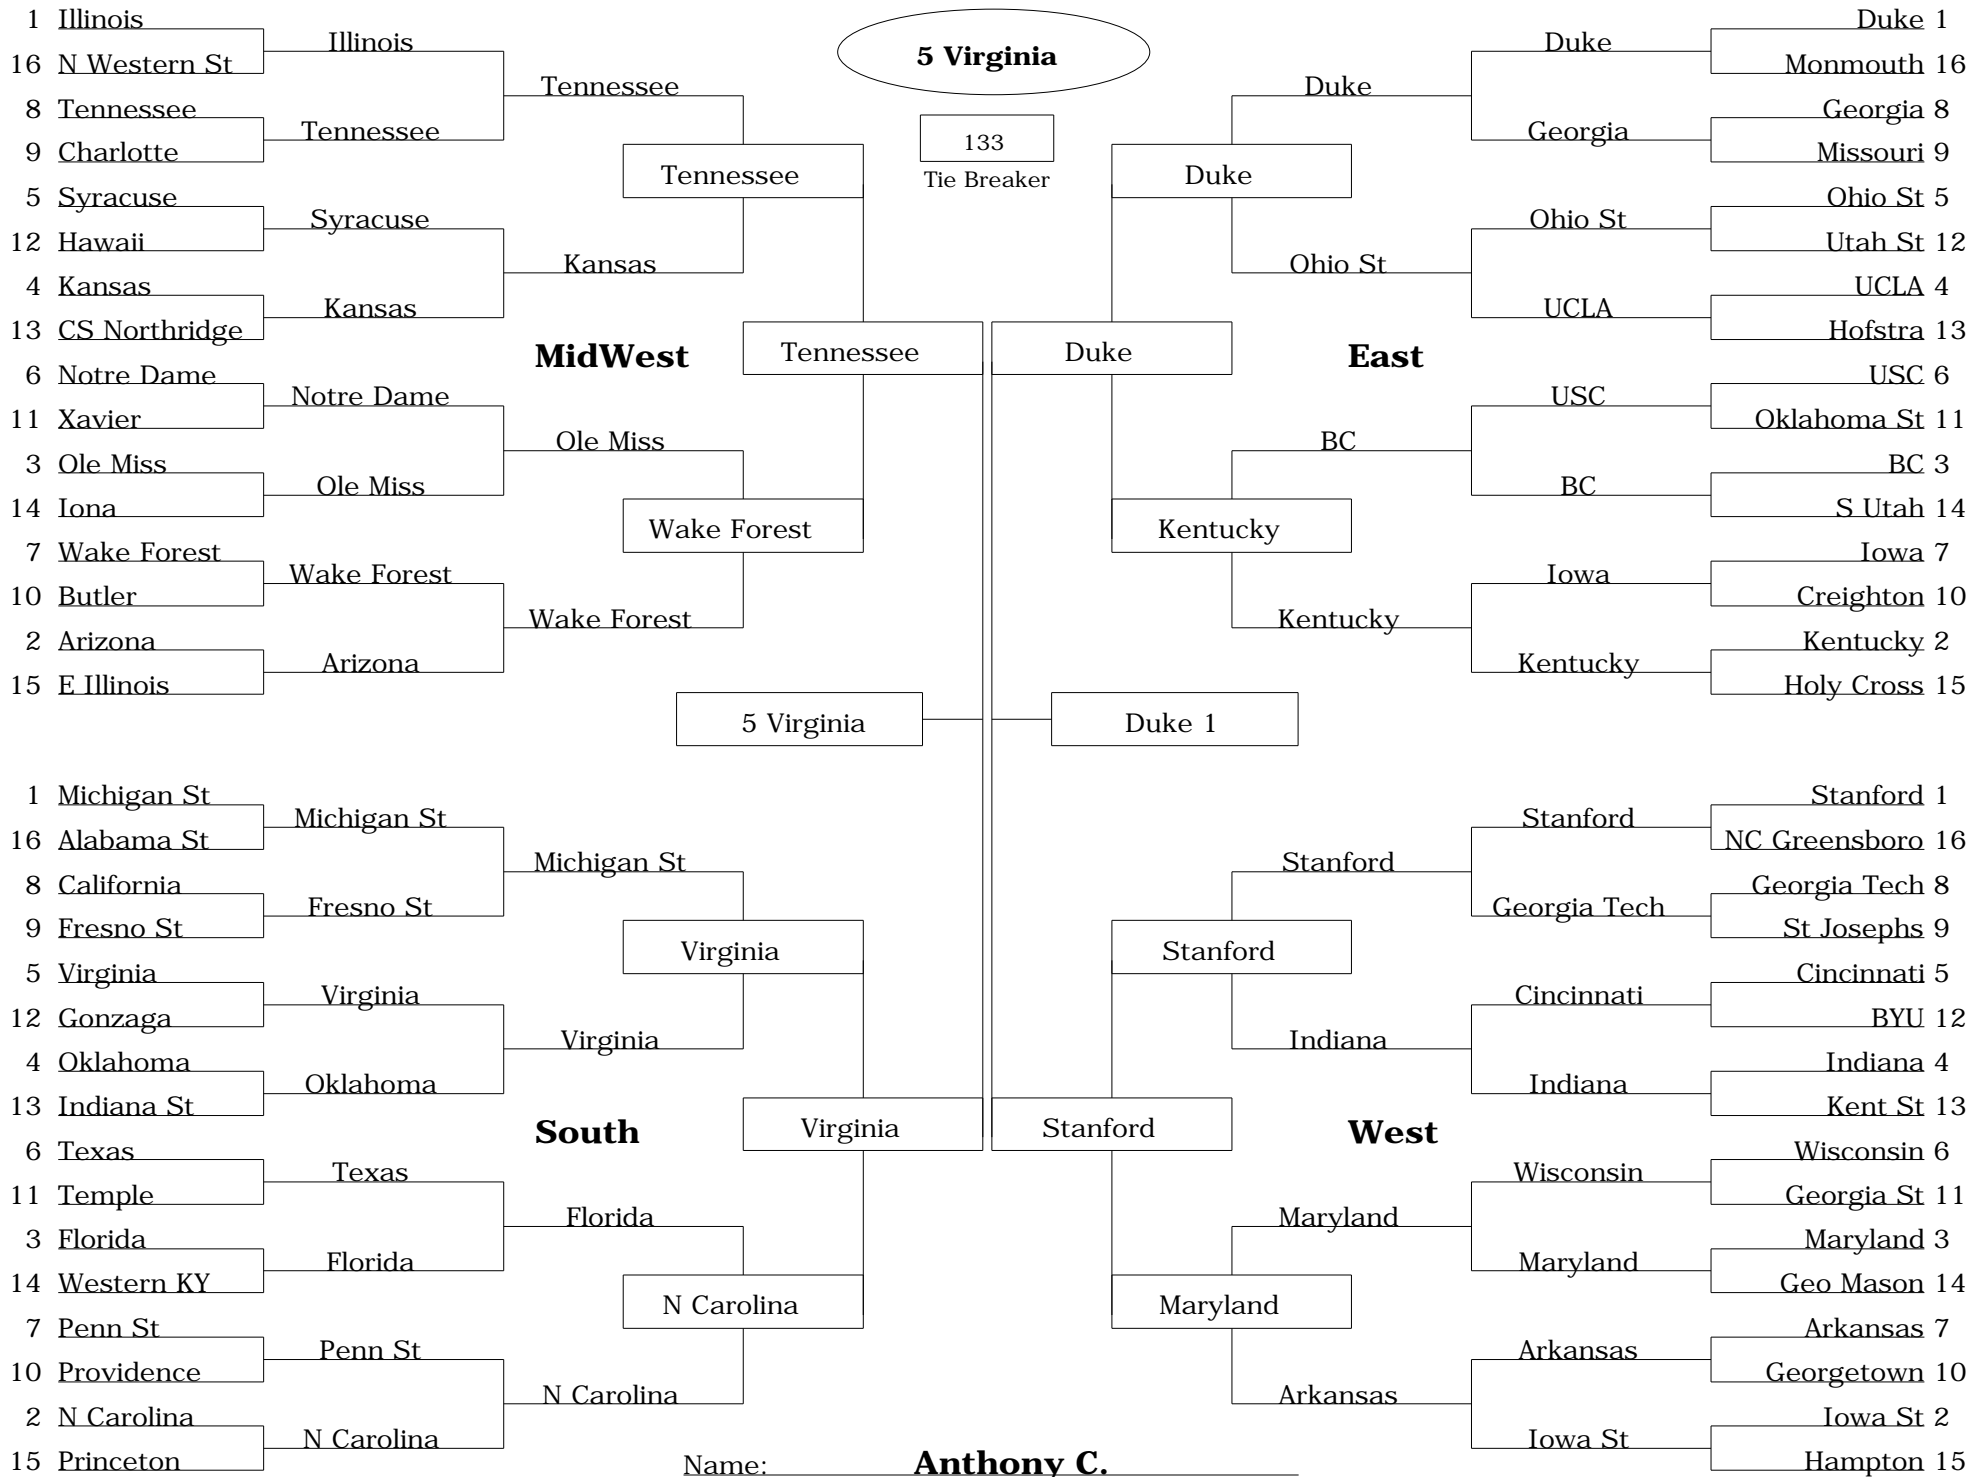 5 Virginia
133
Tie Breaker
1 Illinois
16 N Western St
8 Tennessee
9 Charlotte
5 Syracuse
12 Hawaii
4 Kansas
13 CS Northridge
6 Notre Dame
11 Xavier
3 Ole Miss
14 Iona
7 Wake Forest
10 Butler
2 Arizona
15 E Illinois
Illinois
Tennessee
Syracuse
Kansas
Notre Dame
Ole Miss
Wake Forest
Arizona
Tennessee
Kansas
Ole Miss
Wake Forest
Tennessee
Wake Forest
MidWest
Tennessee
Duke 1
Monmouth 16
Georgia 8
Missouri 9
Ohio St 5
Utah St 12
UCLA 4
Hofstra 13
USC 6
Oklahoma St 11
BC 3
S Utah 14
Iowa 7
Creighton 10
Kentucky 2
Holy Cross 15
Duke
Georgia
Ohio St
UCLA
USC
BC
Iowa
Kentucky
Duke
Ohio St
BC
Kentucky
Duke
Kentucky
East
Duke
5 Virginia
Duke 1
1 Michigan St
16 Alabama St
8 California
9 Fresno St
5 Virginia
12 Gonzaga
4 Oklahoma
13 Indiana St
6 Texas
11 Temple
3 Florida
14 Western KY
7 Penn St
10 Providence
2 N Carolina
15 Princeton
Michigan St
Fresno St
Virginia
Oklahoma
Texas
Florida
Penn St
N Carolina
Michigan St
Virginia
Florida
N Carolina
Virginia
N Carolina
South
Virginia
Stanford 1
NC Greensboro 16
Georgia Tech 8
St Josephs 9
Cincinnati 5
BYU 12
Indiana 4
Kent St 13
Wisconsin 6
Georgia St 11
Maryland 3
Geo Mason 14
Arkansas 7
Georgetown 10
Iowa St 2
Hampton 15
Stanford
Georgia Tech
Cincinnati
Indiana
Wisconsin
Maryland
Arkansas
Iowa St
Stanford
Indiana
Maryland
Arkansas
Stanford
Maryland
West
Stanford
Name: Anthony C.